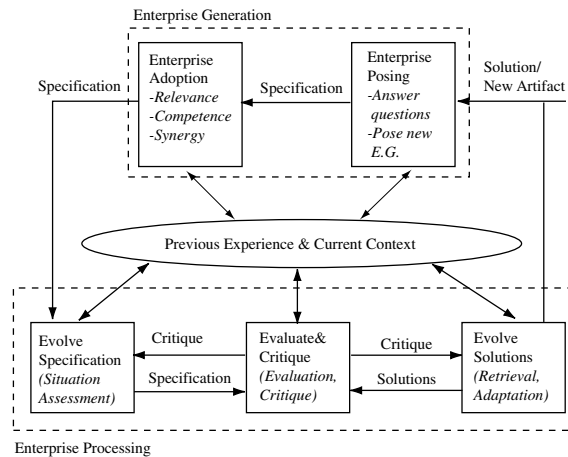 Enterprise Generation
Specification
Enterprise
Adoption
-Relevance
-Competence
-Synergy
Specification
Enterprise
Posing
-Answer
questions
-Pose new
E.G.
Solution/
New Artifact
Previous Experience & Current Context
Evolve
Specification
(Situation
Assessment)
Critique
Specification
Evaluate&
Critique
(Evaluation,
Critique)
Critique
Solutions
Evolve
Solutions
(Retrieval,
Adaptation)
Enterprise Processing